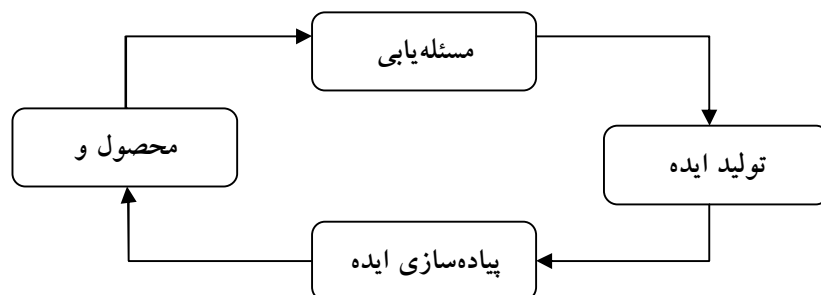 مسئله‌یابی
محصول و
تولید ایده
پیاده‌سازی ایده